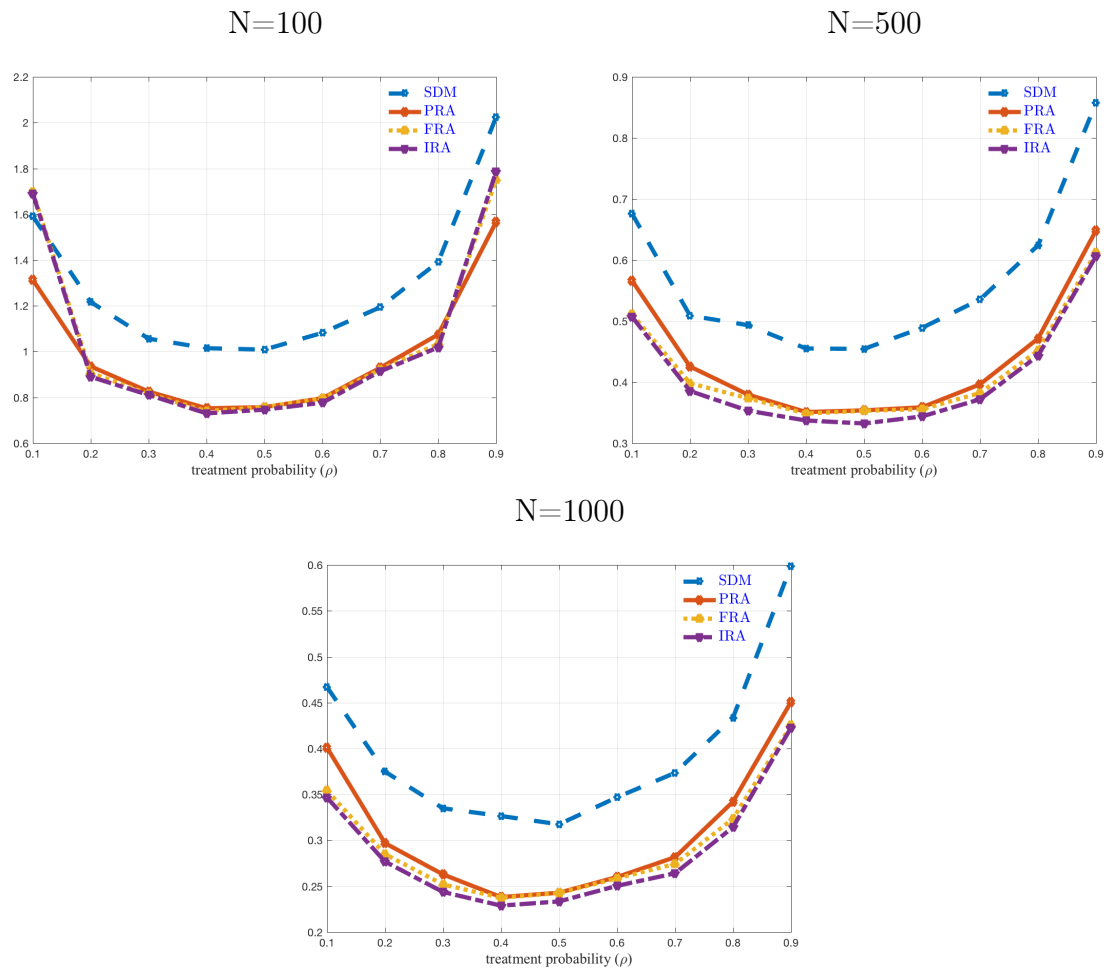 N=100
2.2
2
1.8
1.6
1.4
1.2
1
0.8
0.6
0.1 0.2 0.3 0.4 0.5 0.6 0.7 0.8 0.9
treatment probability (ρ)
SDM
PRA
FRA
IRA
N=500
0.9
0.8
0.7
0.6
0.5
0.4
0.3
0.1 0.2 0.3 0.4 0.5 0.6 0.7 0.8 0.9
treatment probability (ρ)
SDM
PRA
FRA
IRA
N=1000
0.6
0.55
0.5
0.45
0.4
0.35
0.3
0.25
0.2
0.1 0.2 0.3 0.4 0.5 0.6 0.7 0.8 0.9
treatment probability (ρ)
SDM
PRA
FRA
IRA